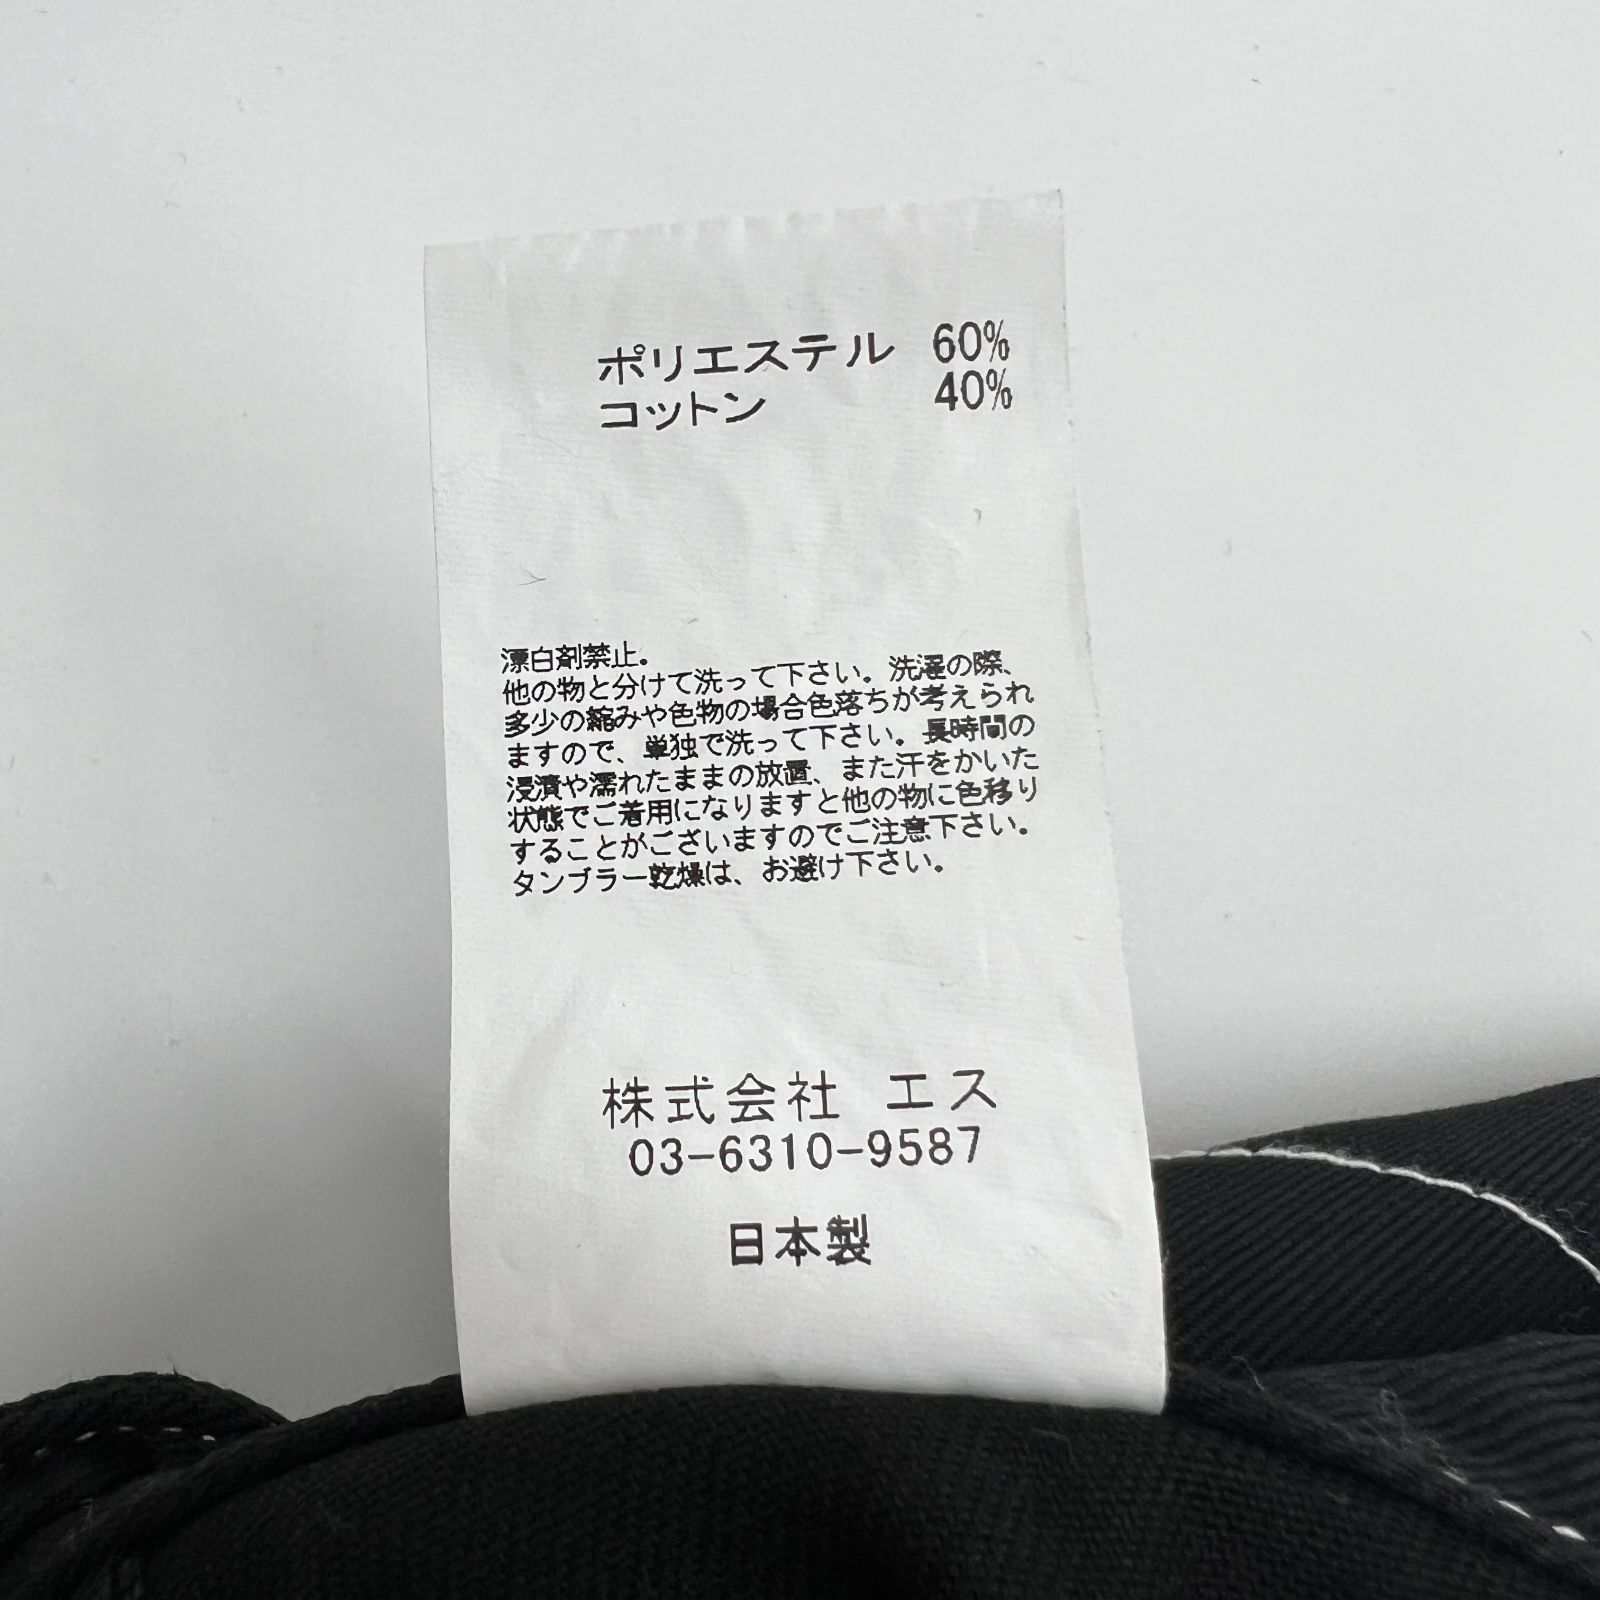 ポリエステル 60%
コットン 40%
漂白剤禁止。
他の物と分けて洗って下さい。洗濯の際、
多少の縮みや色物の場合色落ちが考えられ
ますので、単独で洗って下さい。長時間の
浸漬や濡れたままの放置、また汗をかいた
状態でご着用になりますと他の物に色移り
することがございますのでご注意下さい。
タンブラー乾燥は、お避け下さい。
株式会社 エス
03-6310-9587
日本製